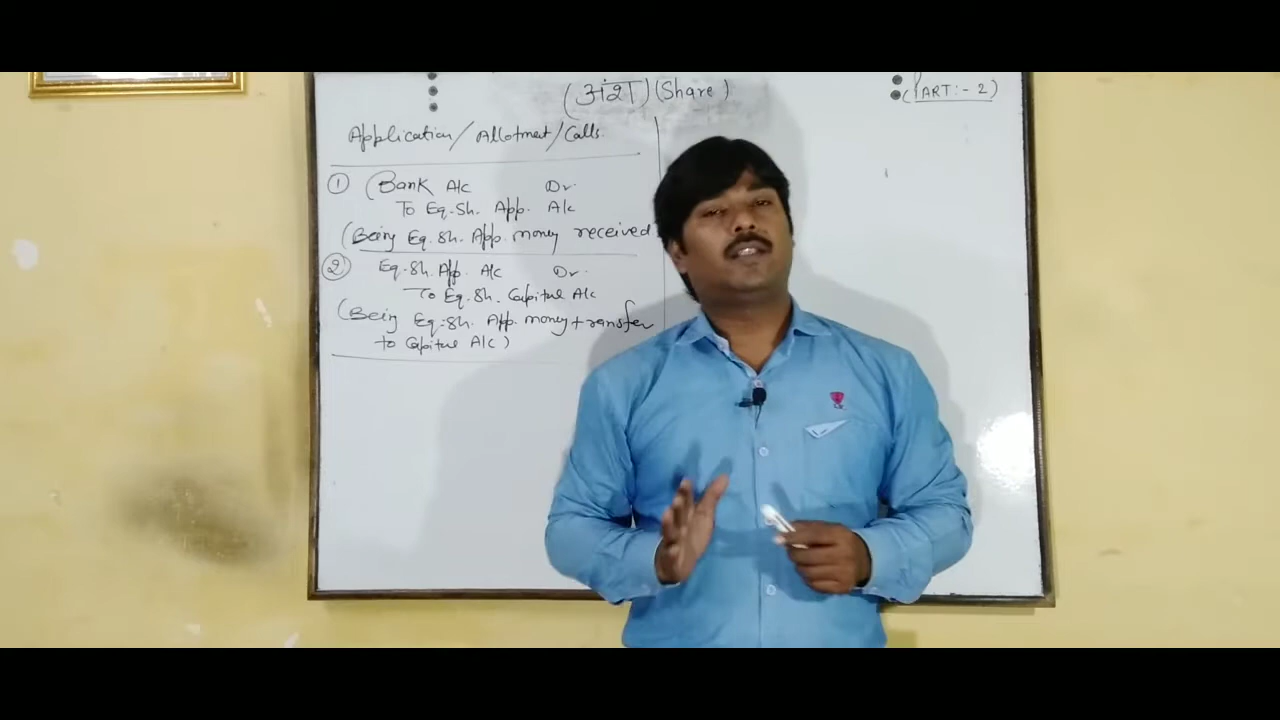 (अंश) (Share)
(PART:- 2)
Application/Allotment/Calls.
① (Bank A/c Dr.
To Eq.Sh. App. A/c
(Being Eq.Sh. App. money received
② Eq.Sh. App. A/c Dr.
To Eq.Sh. Capital A/c
(Being Eq.Sh. App. money transfer
to Capital A/c)